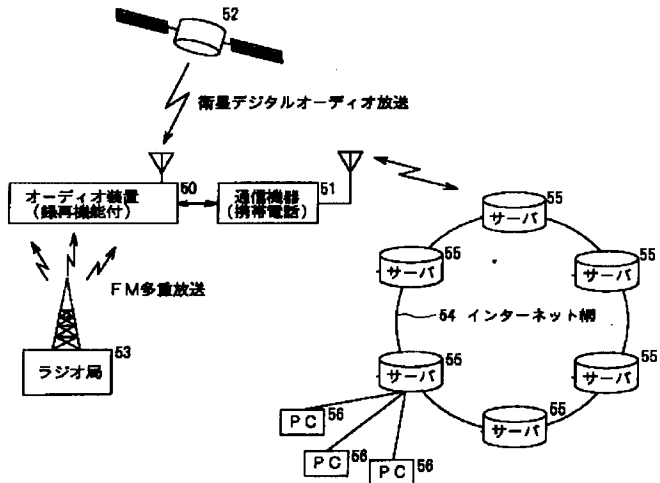 52
衛星デジタルオーディオ放送
オーディオ装置
(録再機能付)
50
通信機器
(携帯電話)
51
FM多重放送
ラジオ局
53
サーバ
55
サーバ
55
サーバ
55
54 インターネット網
サーバ
55
サーバ
55
サーバ
55
PC
56
PC
56
PC
56